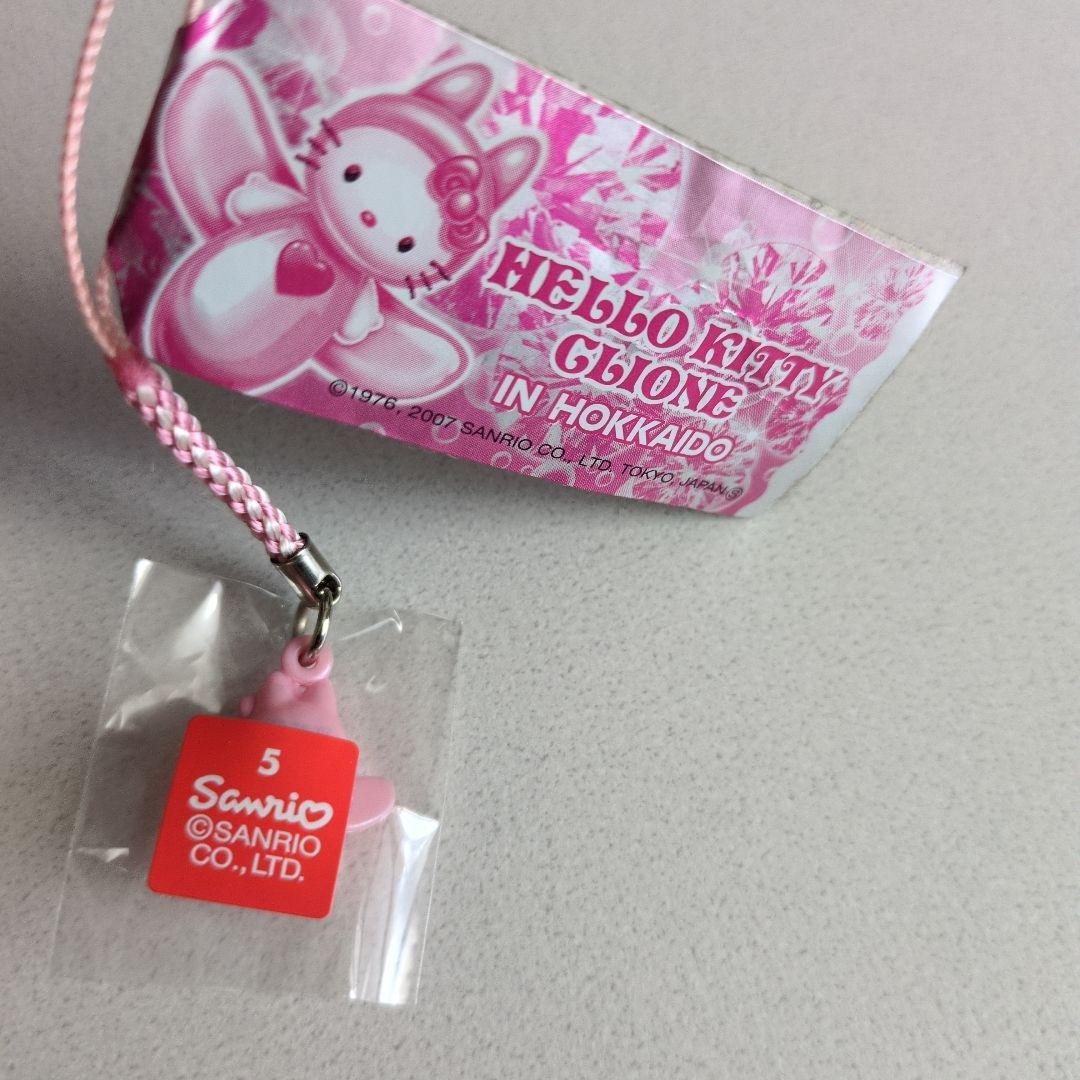 HELLO KITTY
CLIONE
IN HOKKAIDO
©1976, 2007 SANRIO CO., LTD. TOKYO, JAPAN Ⓢ
5
Sanrio
©SANRIO
CO., LTD.